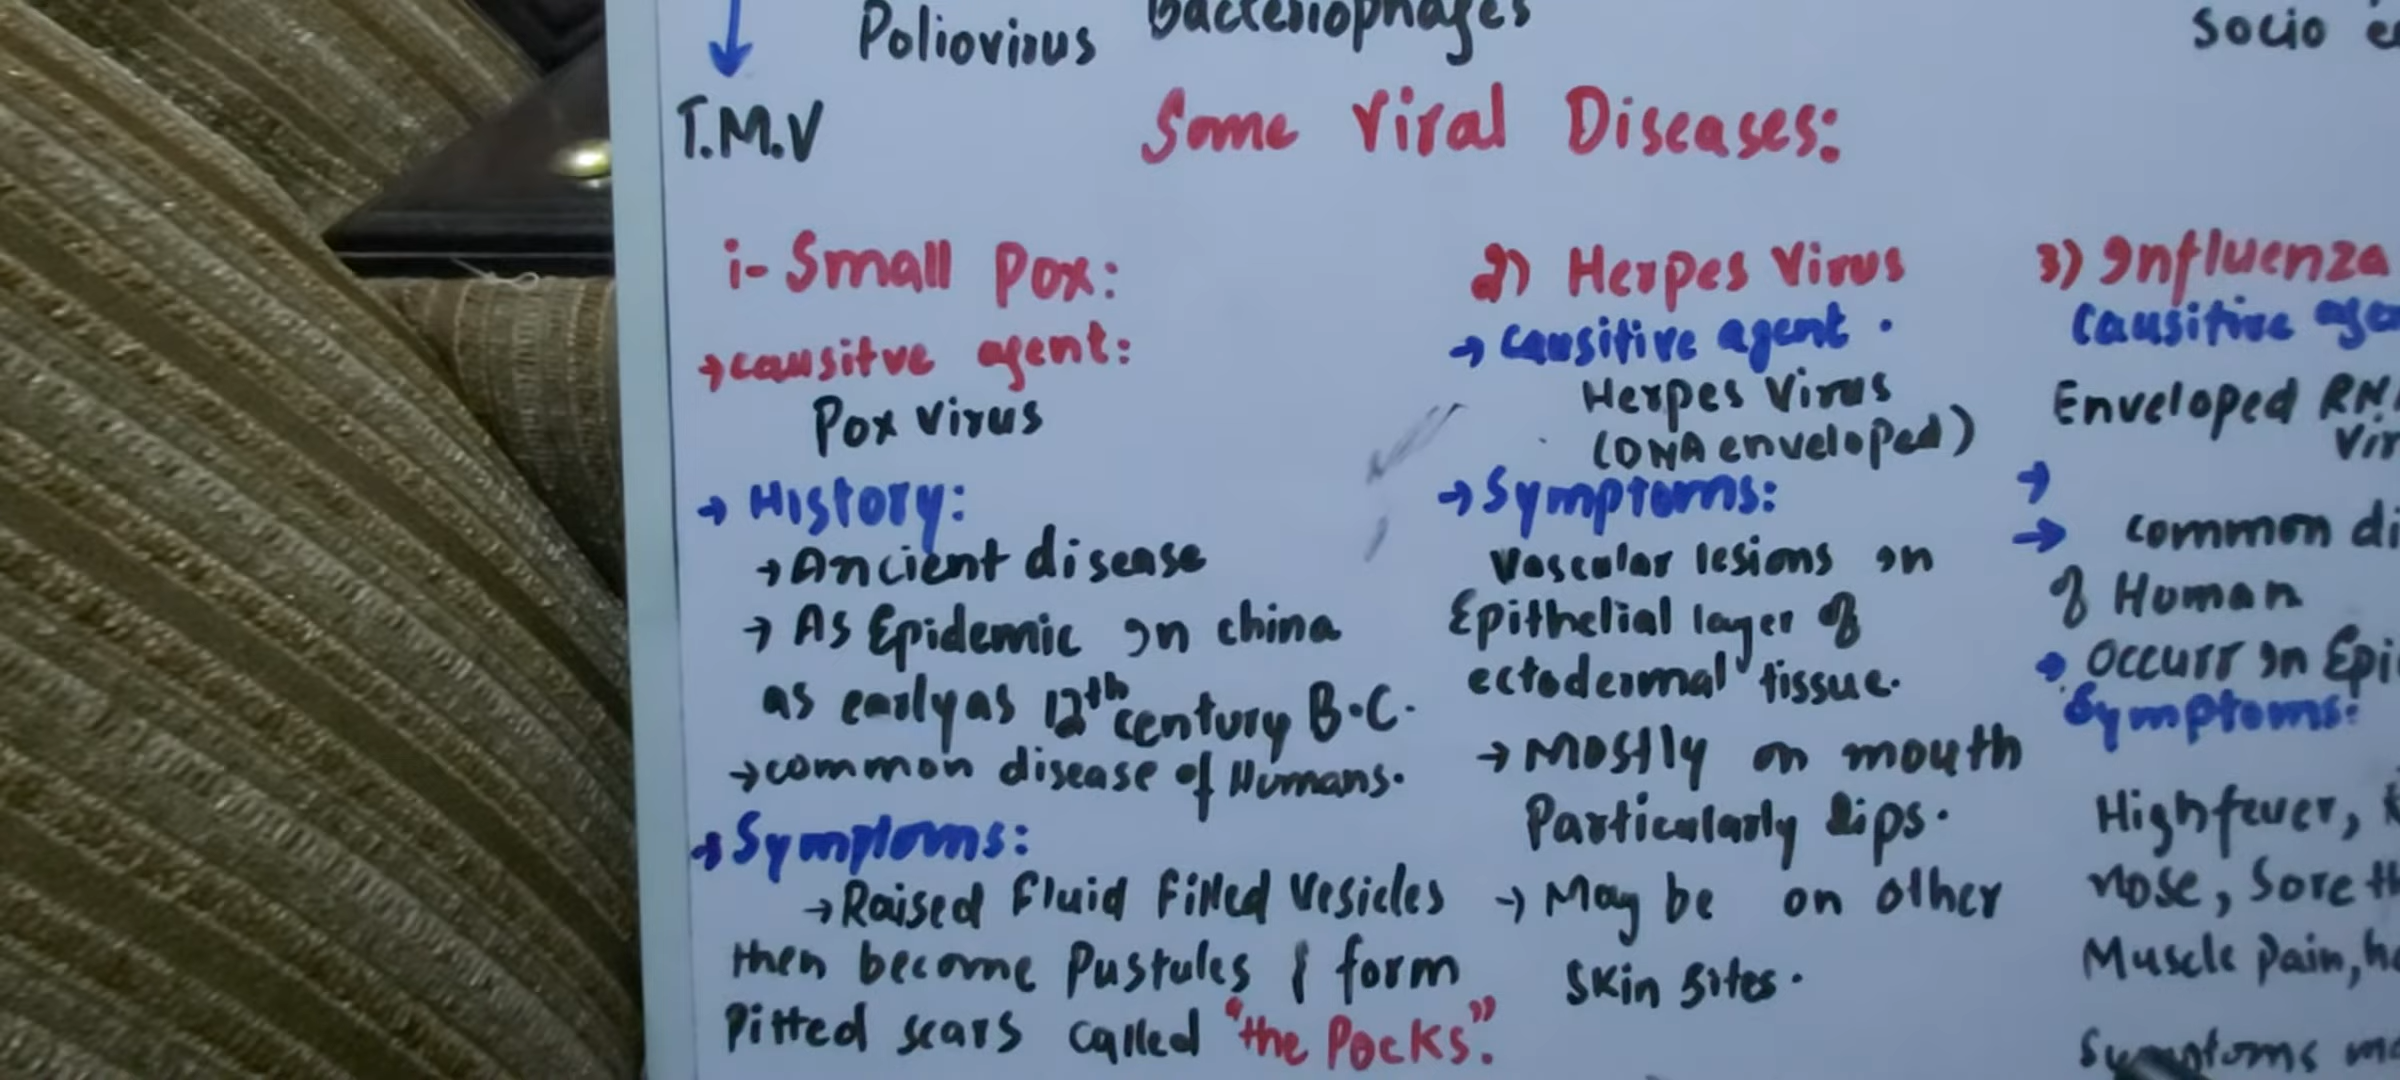 Poliovirus Bacteriophages
Socio
T.M.V
Some Viral Diseases:
i- Small Pox:
→ causitve agent:
Pox virus
→ History:
→ Ancient disease
→ As Epidemic In china
as early as 12th century B.C.
→ common disease of Humans.
→ Symptoms:
→ Raised Fluid Filled Vesicles
then become Pustules & form
Pitted scars called "the Pocks".
2) Herpes Virus
→ causitive agent.
Herpes Virus
(DNA enveloped)
→ Symptoms:
Vascular lesions In
Epithelial layer of
ectodermal tissue.
→ Mostly on mouth
Particularly lips.
→ May be on other
Skin Sites.
3) Influenza
Causitive
Enveloped
→
→ common
of Human
→ Occurr In
Symptoms:
High fever,
nose, Sore
Muscle Pain,
Symptoms